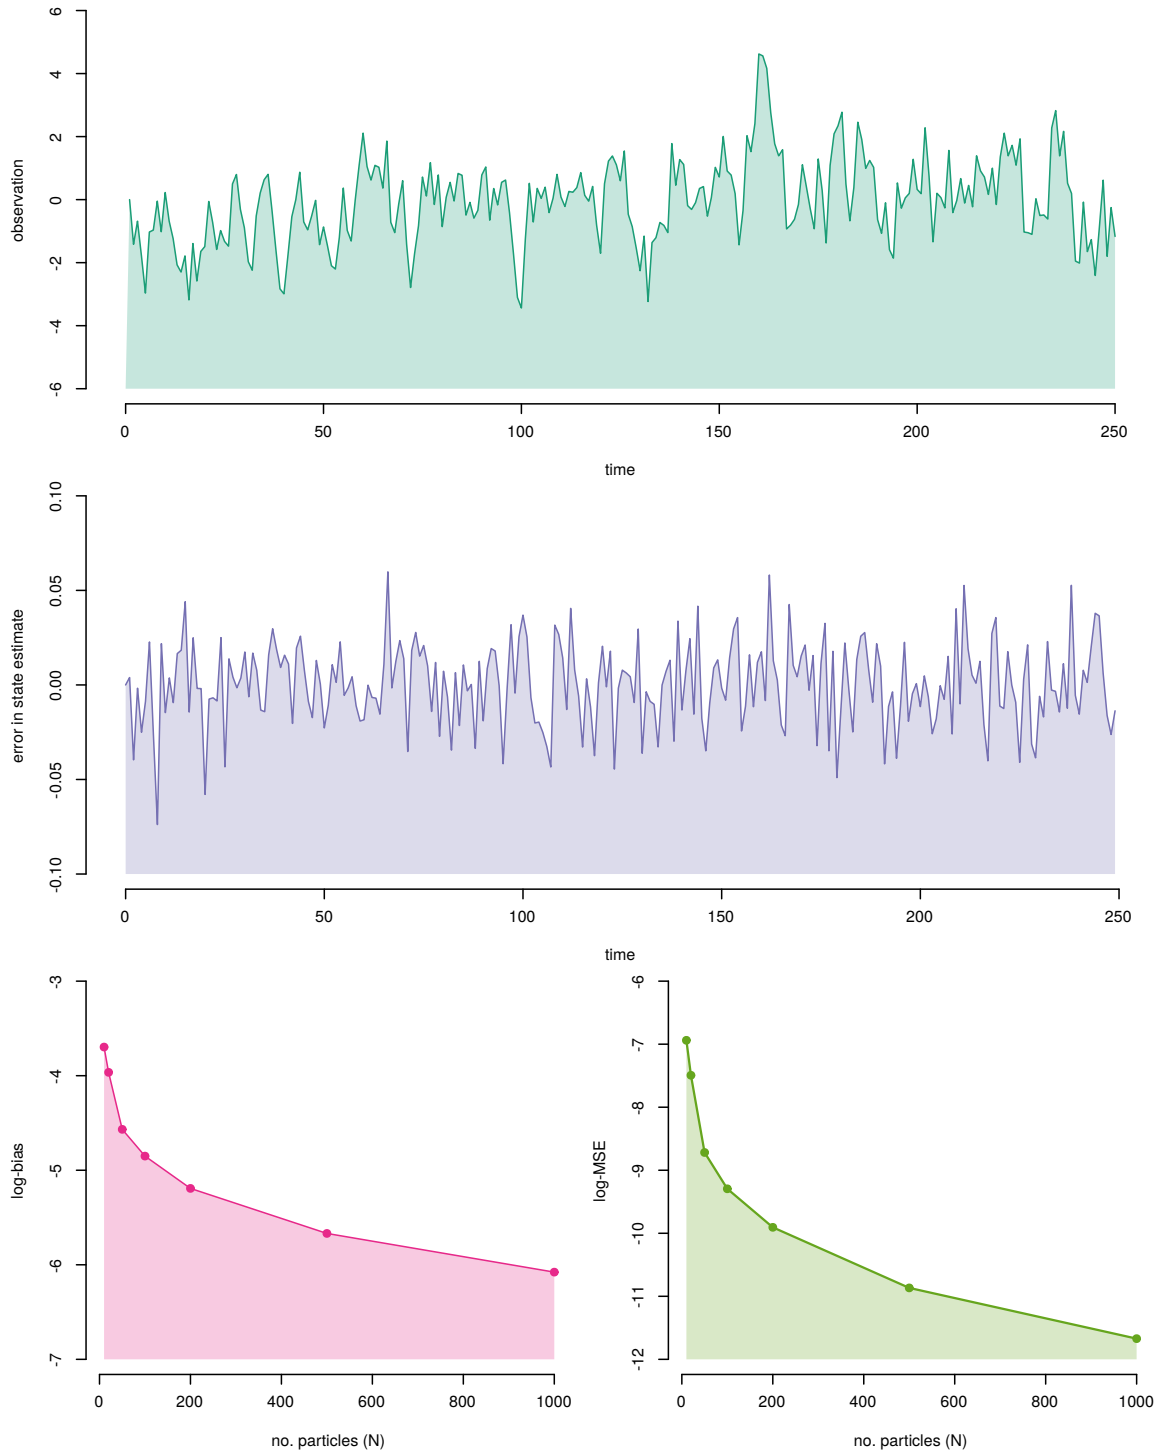 6
4
2
0
-2
-4
-6
observation
0 50 100 150 200 250
time
0.10
0.05
0.00
-0.05
-0.10
error in state estimate
0 50 100 150 200 250
time
-3
-4
-5
-6
-7
log-bias
0 200 400 600 800 1000
no. particles (N)
-6
-7
-8
-9
-10
-11
-12
log-MSE
0 200 400 600 800 1000
no. particles (N)